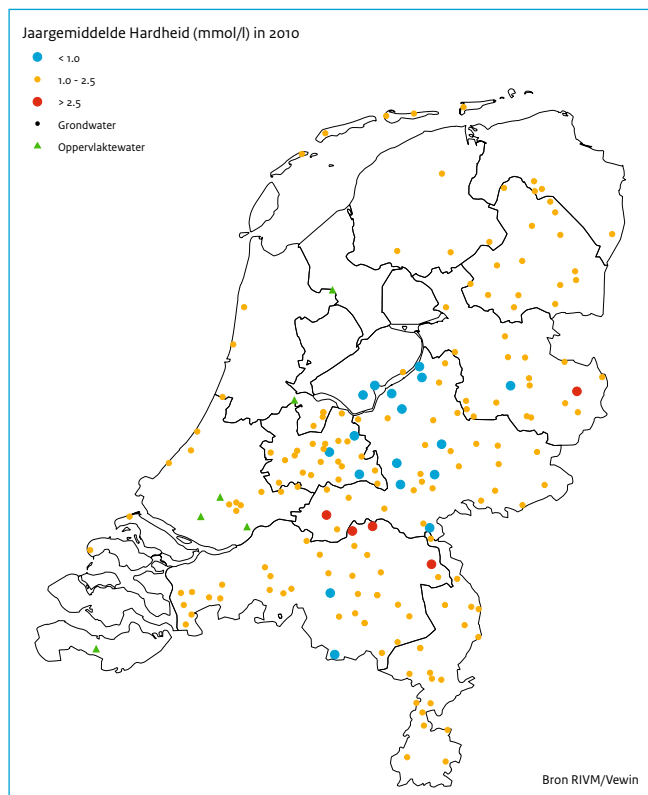 Jaargemiddelde Hardheid (mmol/l) in 2010
< 1.0
1.0 - 2.5
> 2.5
Grondwater
Oppervlaktewater
Bron RIVM/Vewin